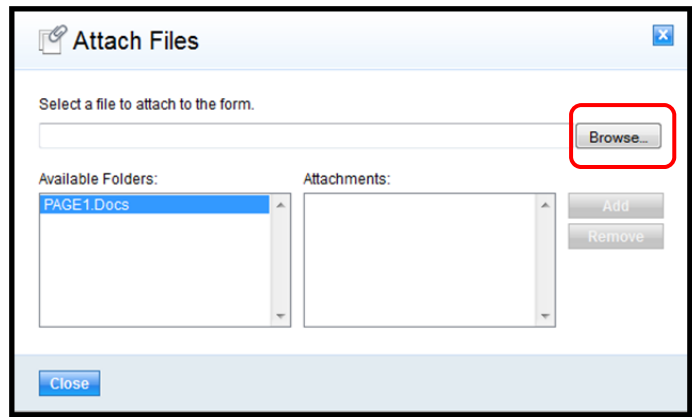 Attach Files
Select a file to attach to the form.
Browse...
Available Folders:
Attachments:
PAGE1.Docs
Add
Remove
Close